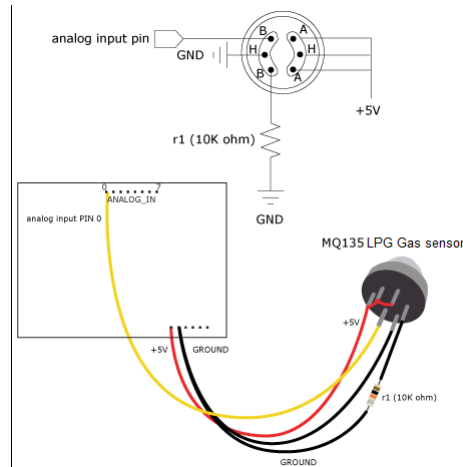 analog input pin
B
A
GND
H
H
B
A
+5V
r1 (10K ohm)
GND
0
7
ANALOG_IN
analog input PIN 0
MQ135 LPG Gas sensor
+5V
+5V
GROUND
r1 (10K ohm)
GROUND